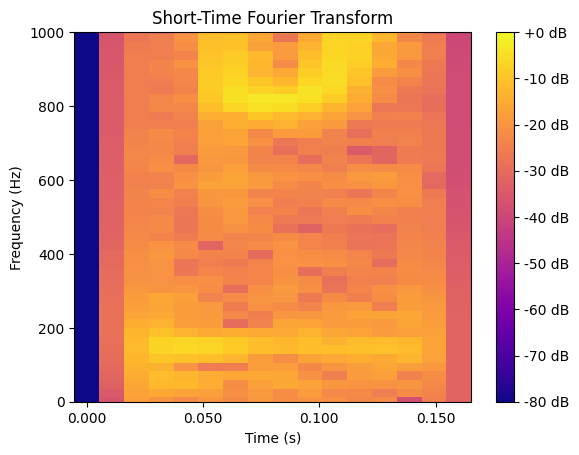 Short-Time Fourier Transform
1000
800
600
400
200
0
Frequency (Hz)
0.000
0.050
0.100
0.150
Time (s)
+0 dB
-10 dB
-20 dB
-30 dB
-40 dB
-50 dB
-60 dB
-70 dB
-80 dB